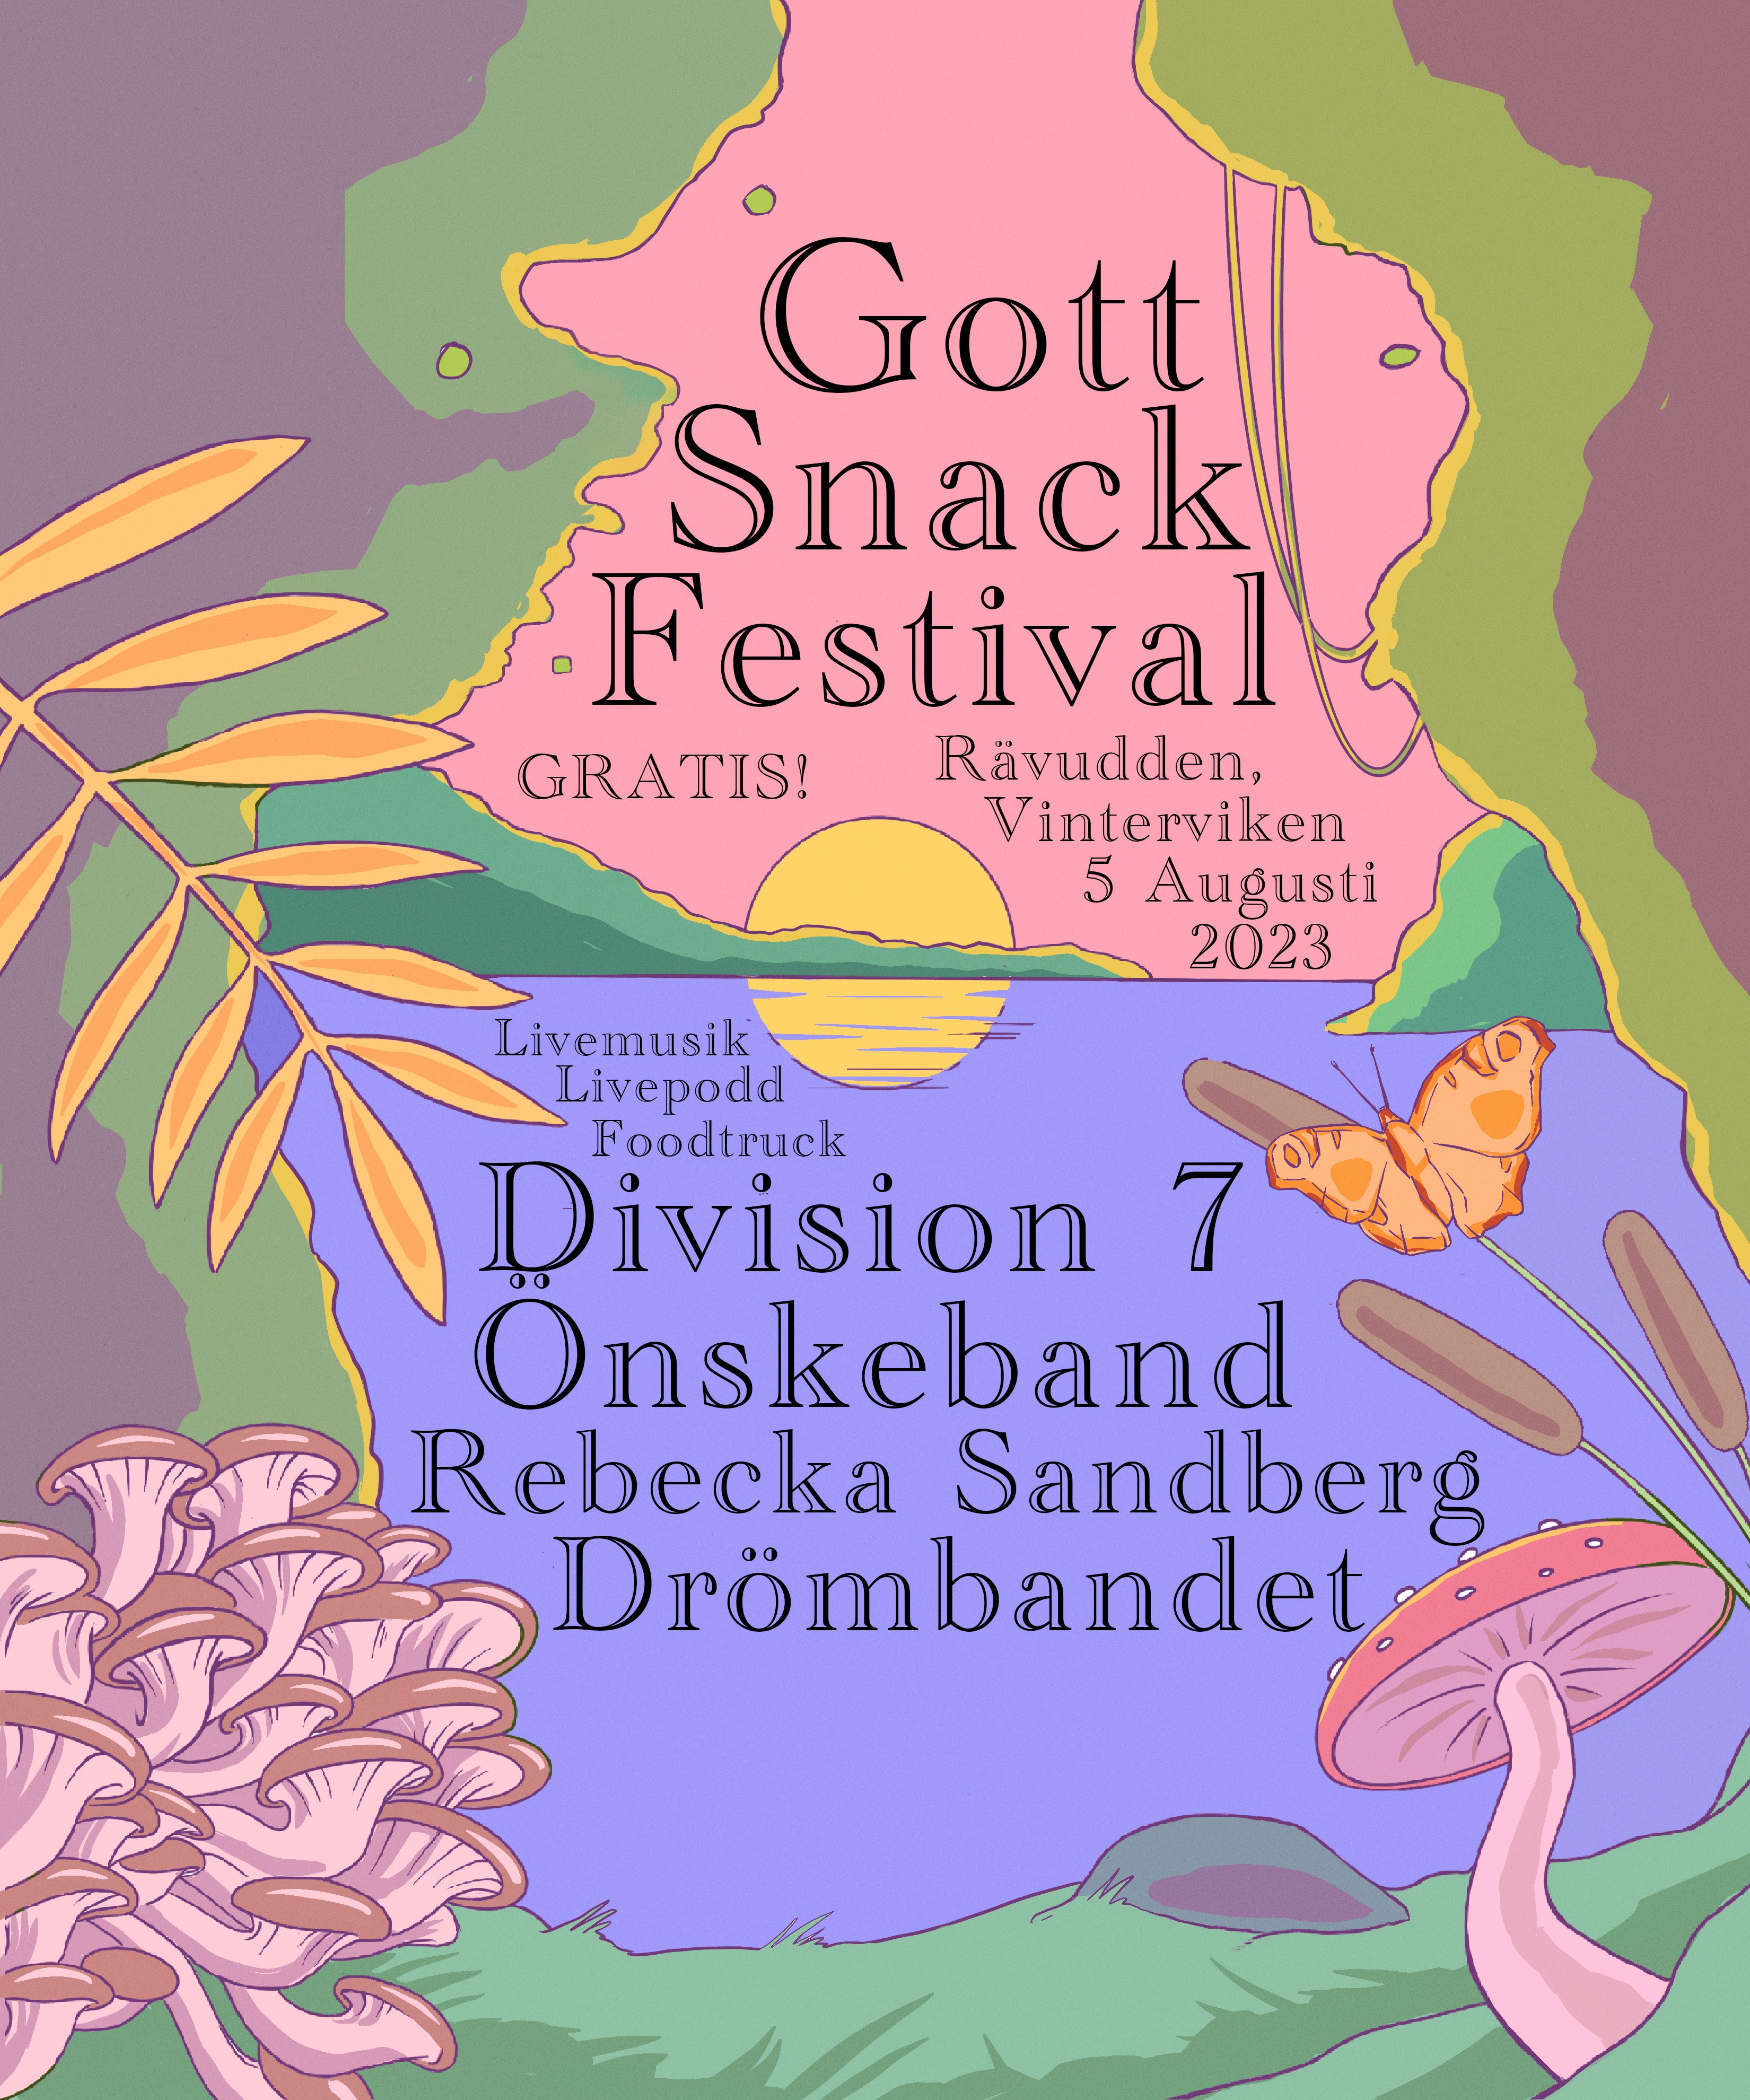 Gott
Snack
Festival
GRATIS!
Rävudden,
Vinterviken
5 Augusti
2023
Livemusik
Livepodd
Foodtruck
Division 7
Önskeband
Rebecka Sandberg
Drömbandet